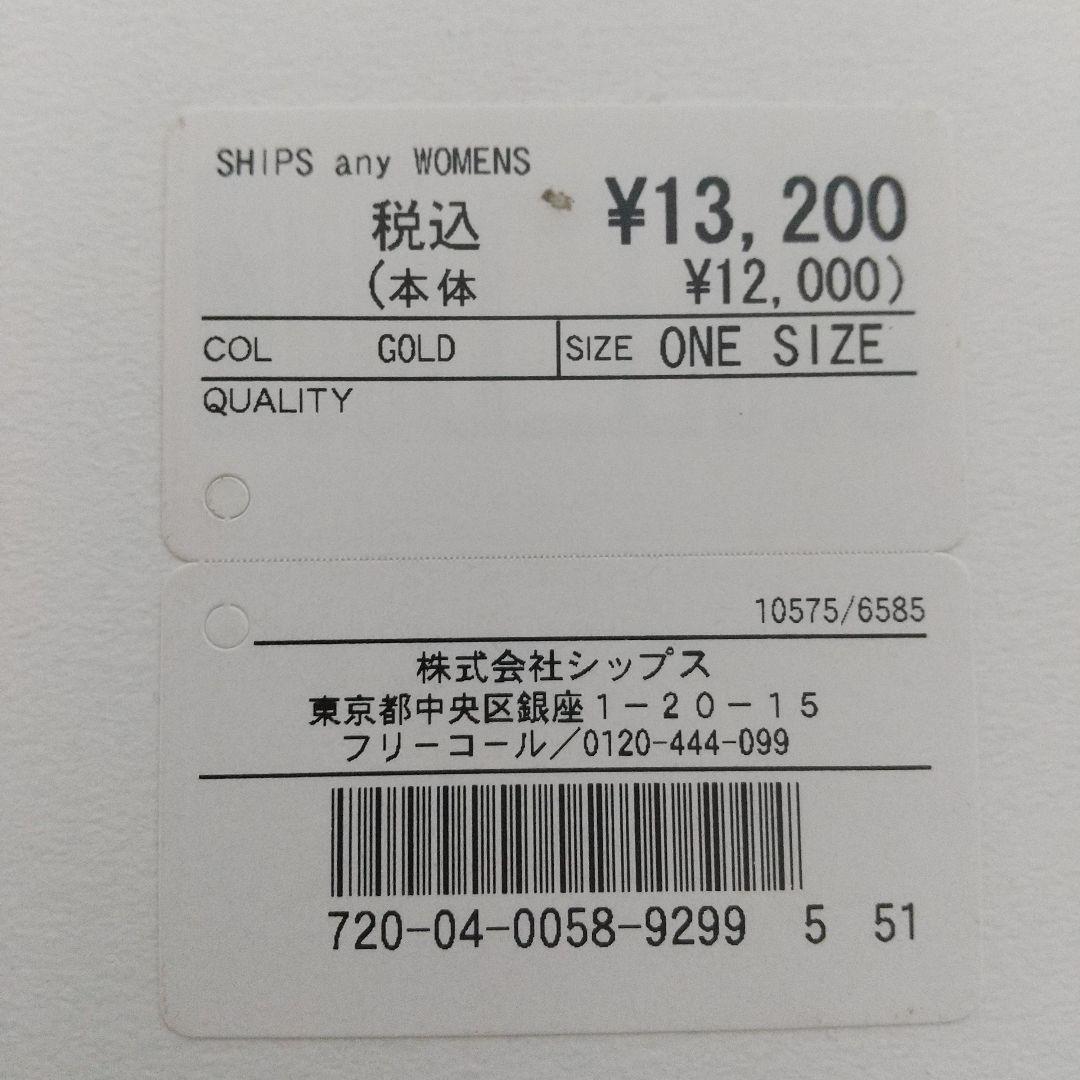 SHIPS any WOMENS
税込 ¥13,200
(本体 ¥12,000)
COL GOLD SIZE ONE SIZE
QUALITY
10575/6585
株式会社シップス
東京都中央区銀座1-20-15
フリーコール/0120-444-099
720-04-0058-9299 5 51